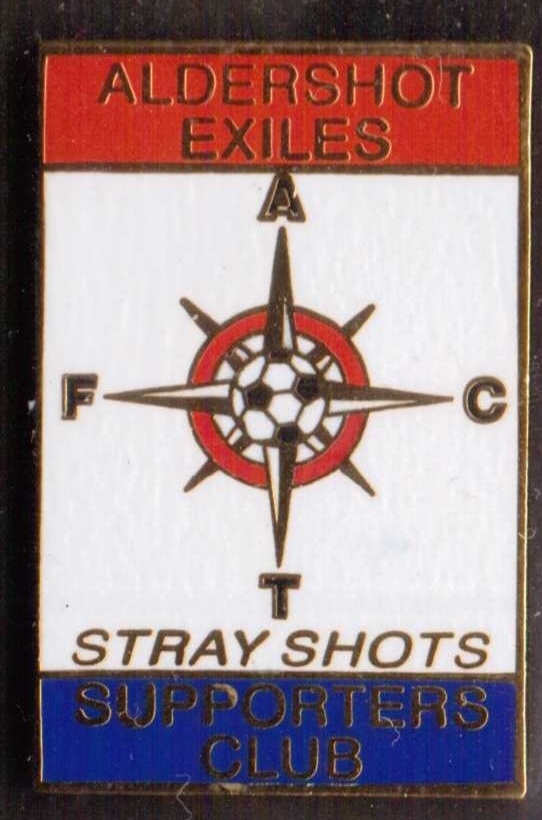 ALDERSHOT
EXILES
A
F C
T
STRAY SHOTS
SUPPORTERS
CLUB